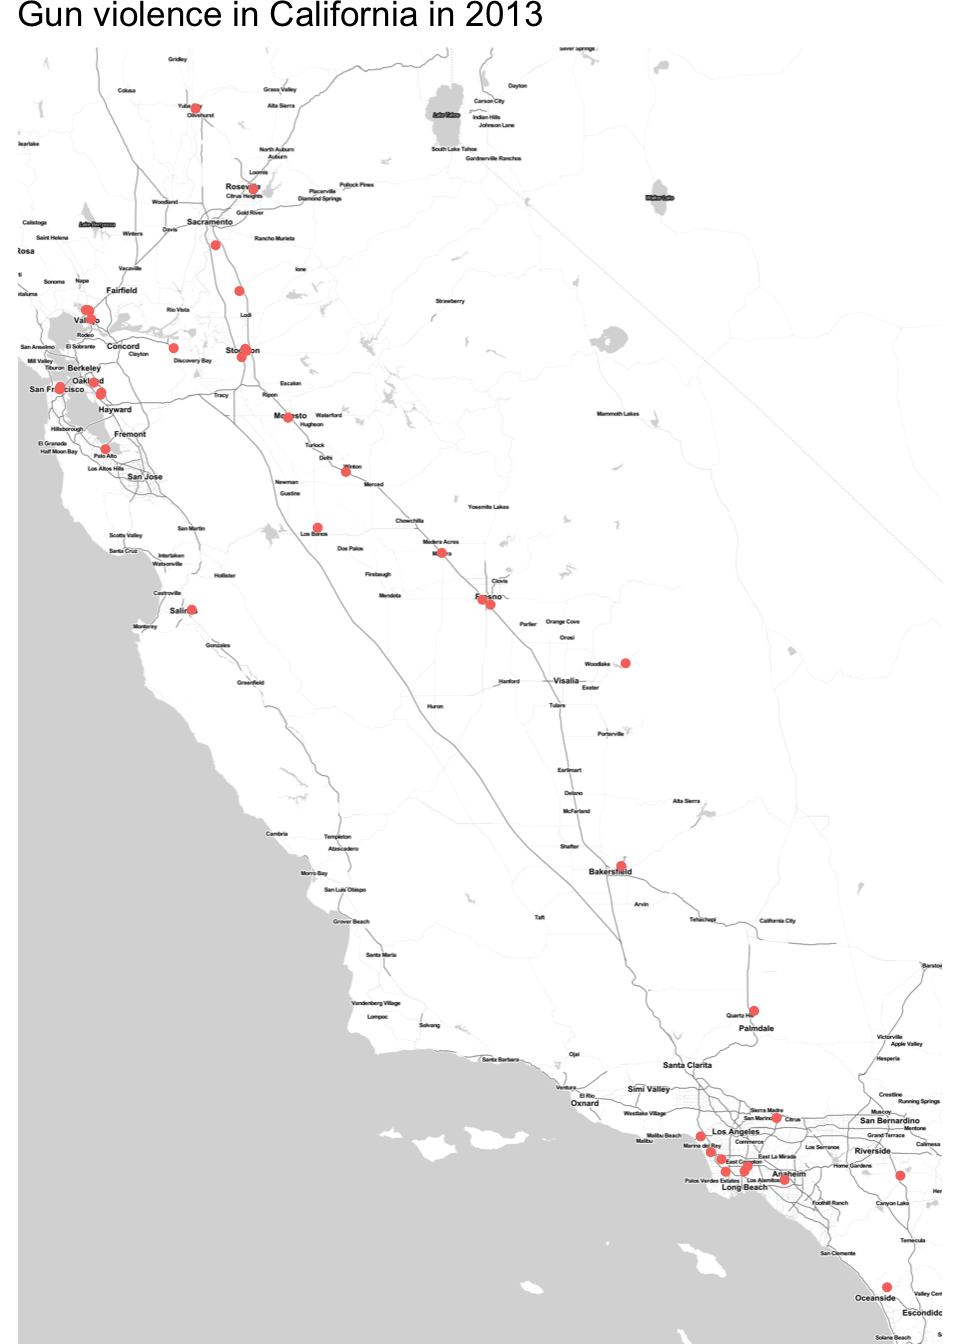 Gun violence in California in 2013
Silver Springs
Gridley
Grass Valley
Dayton
Colusa
Carson City
Alta Sierra
Olivehurst
Indian Hills
Lake Tahoe
Johnson Lane
Clearlake
North Auburn
South Lake Tahoe
Auburn
Gardnerville Ranchos
Loomis
Pollock Pines
Placerville
Citrus Heights
Diamond Springs
Walker Lake
Woodland
Gold River
Calistoga
Sacramento
Lake Berryessa
Davis
Winters
Saint Helena
Rancho Murieta
Rosa
Vacaville
Ione
Sonoma
Napa
Fairfield
Strawberry
Rio Vista
Lodi
Rodeo
San Anselmo
El Sobrante
Concord
Clayton
Mill Valley
Discovery Bay
Tiburon
Berkeley
Escalon
Tracy
Ripon
Hayward
Waterford
Mammoth Lakes
Hughson
Hillsborough
Fremont
El Granada
Turlock
Half Moon Bay
Palo Alto
Delhi
Los Altos Hills
Winton
San Jose
Newman
Merced
Gustine
Yosemite Lakes
Chowchilla
San Martin
Los Banos
Scotts Valley
Madera Acres
Santa Cruz
Dos Palos
Interlaken
Watsonville
Hollister
Firebaugh
Clovis
Castroville
Mendota
Fresno
Monterey
Parlier
Orange Cove
Orosi
Gonzales
Woodlake
Greenfield
Hanford
Visalia
Exeter
Huron
Tulare
Porterville
Earlimart
Delano
Alta Sierra
McFarland
Cambria
Templeton
Atascadero
Shafter
Morro Bay
Bakersfield
San Luis Obispo
Arvin
Grover Beach
Taft
Tehachapi
California City
Santa Maria
Barstow
Vandenberg Village
Lompoc
Quartz Hill
Solvang
Palmdale
Victorville
Apple Valley
Ojai
Santa Barbara
Hesperia
Santa Clarita
Ventura
Simi Valley
El Rio
Crestline
Oxnard
Running Springs
Westlake Village
Sierra Madre
Muscoy
San Marino
Citrus
San Bernardino
Mentone
Malibu Beach
Los Angeles
Grand Terrace
Malibu
Commerce
Calimesa
Marina del Rey
Los Serranos
Riverside
East La Mirada
East Compton
Home Gardens
Anaheim
Palos Verdes Estates
Los Alamitos
Long Beach
Foothill Ranch
Canyon Lake
Temecula
San Clemente
Oceanside
Valley Cen
Escondido
Solana Beach